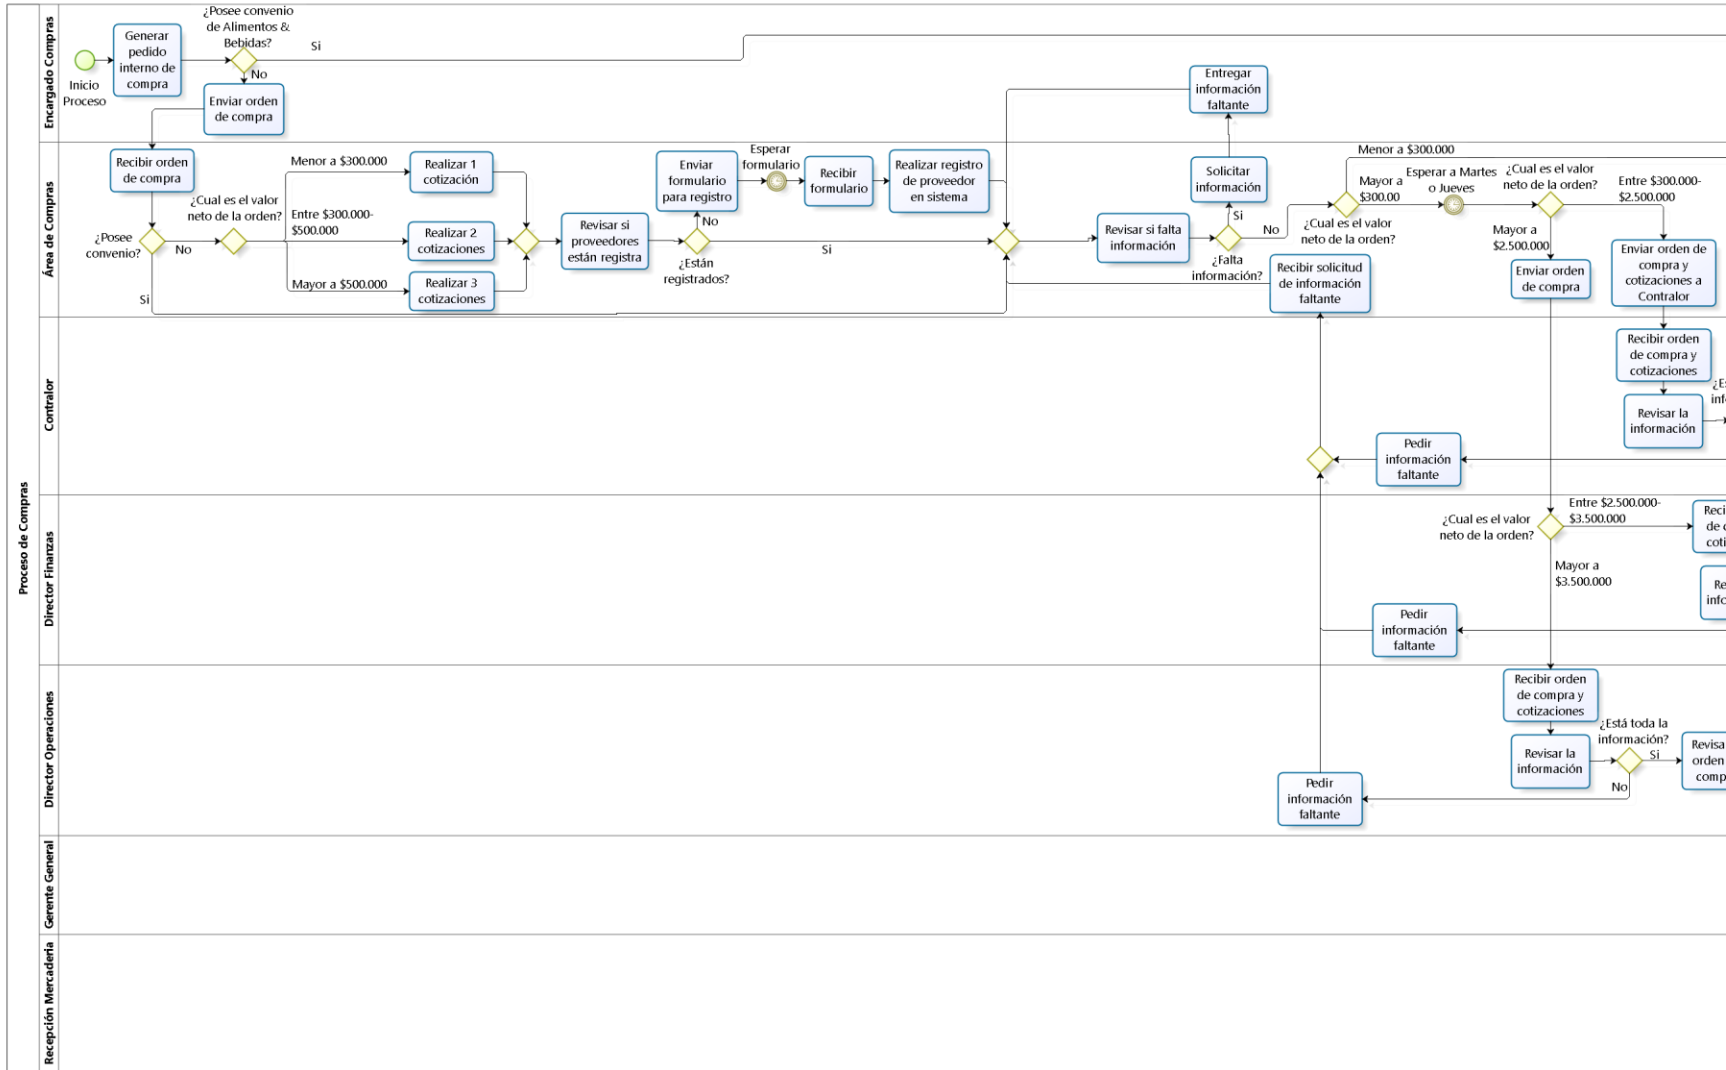 Proceso de Compras
Encargado Compras
Inicio
Proceso
Generar
pedido
interno de
compra
¿Posee convenio
de Alimentos &
Bebidas?
Si
No
Enviar orden
de compra
Entregar
información
faltante
Área de Compras
Recibir orden
de compra
¿Posee
convenio?
No
Si
¿Cual es el valor
neto de la orden?
Menor a $300.000
Entre $300.000-
$500.000
Mayor a $500.000
Realizar 1
cotización
Realizar 2
cotizaciones
Realizar 3
cotizaciones
Revisar si
proveedores
están registra
¿Están
registrados?
No
Si
Enviar
formulario
para registro
Esperar
formulario
Recibir
formulario
Realizar registro
de proveedor
en sistema
Revisar si falta
información
Solicitar
información
Si
¿Falta
información?
No
Recibir solicitud
de información
faltante
Menor a $300.000
Mayor a
$300.00
¿Cual es el valor
neto de la orden?
Esperar a Martes
o Jueves
¿Cual es el valor
neto de la orden?
Entre $300.000-
$2.500.000
Mayor a
$2.500.000
Enviar orden
de compra
Enviar orden de
compra y
cotizaciones a
Contralor
Contralor
Recibir orden
de compra y
cotizaciones
Revisar la
información
Pedir
información
faltante
Director Finanzas
¿Cual es el valor
neto de la orden?
Entre $2.500.000-
$3.500.000
Mayor a
$3.500.000
Pedir
información
faltante
Director Operaciones
Recibir orden
de compra y
cotizaciones
Revisar la
información
¿Está toda la
información?
Si
No
Revisa
orden
comp
Pedir
información
faltante
Gerente General
Recepción Mercadería